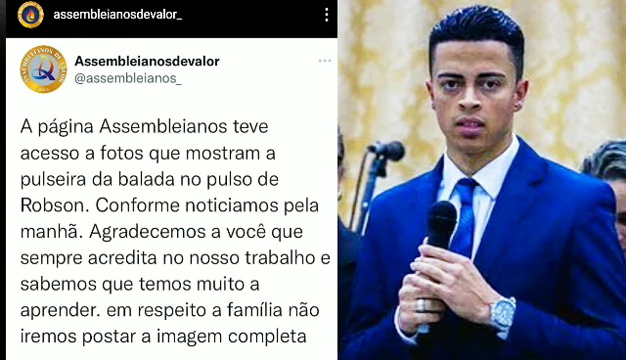 assembleianosdevalor_
Assembleianosdevalor
@assembleianos_
A página Assembleianos teve
acesso a fotos que mostram a
pulseira da balada no pulso de
Robson. Conforme noticiamos pela
manhã. Agradecemos a você que
sempre acredita no nosso trabalho e
sabemos que temos muito a
aprender. em respeito a família não
iremos postar a imagem completa